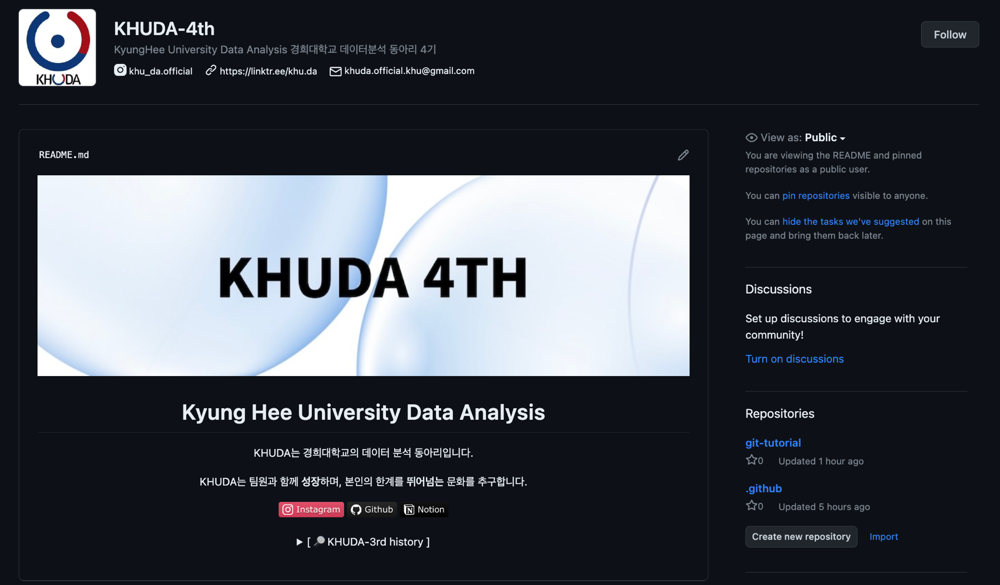 KHUDA
KHUDA-4th
KyungHee University Data Analysis 경희대학교 데이터분석 동아리 4기
khu_da.official https://linktr.ee/khu.da khuda.official.khu@gmail.com
Follow
README.md
KHUDA 4TH
Kyung Hee University Data Analysis
KHUDA는 경희대학교의 데이터 분석 동아리입니다.
KHUDA는 팀원과 함께 성장하며, 본인의 한계를 뛰어넘는 문화를 추구합니다.
Instagram Github Notion
▶ [ 🔎 KHUDA-3rd history ]
View as: Public
You are viewing the README and pinned
repositories as a public user.
You can pin repositories visible to anyone.
You can hide the tasks we've suggested on this
page and bring them back later.
Discussions
Set up discussions to engage with your
community!
Turn on discussions
Repositories
git-tutorial
0 Updated 1 hour ago
.github
0 Updated 5 hours ago
Create new repository Import